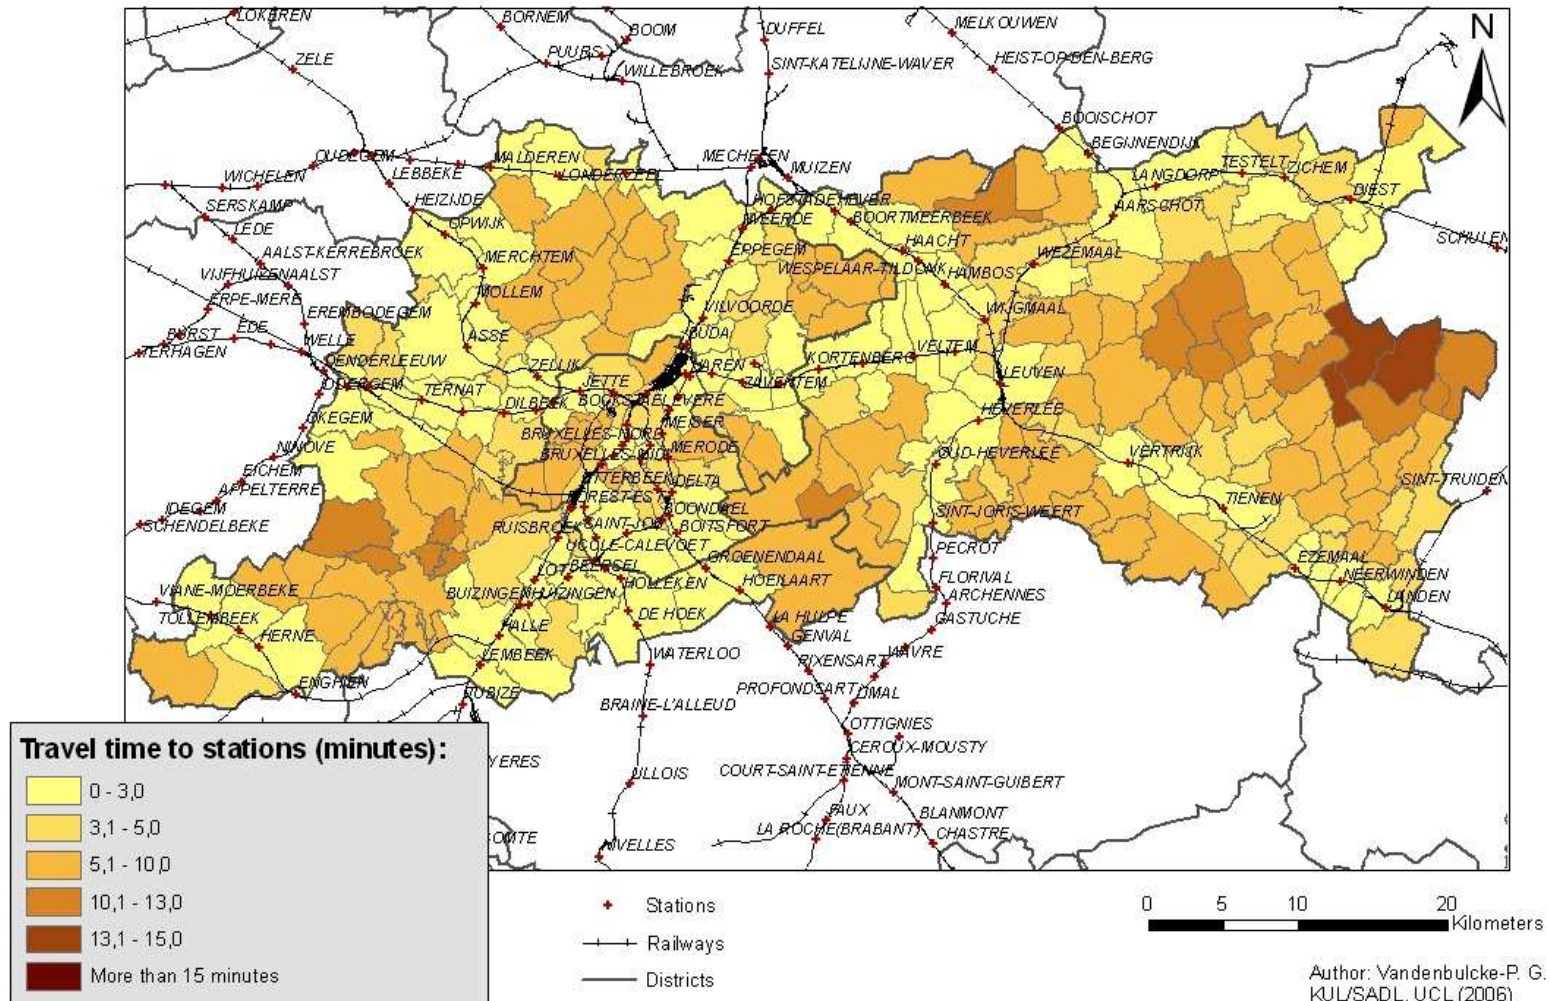 LOKEREN
BORNEM
BOOM
DUFFEL
MELKOUWEN
N
ZELE
PUURS
WILLEBROEK
SINT-KATELIJNE-WAVER
HEIST-OP-DEN-BERG
BOOISCHOT
BEGIJNENDIJK
OUDEGEM
MALDEREN
MECHELEN
MUIZEN
WICHELEN
LEBBEKE
LONDERZEEL
LANGDORP
TESTELT
ZICHEM
DIEST
SERSKAMP
HEIZIJDE
HOFSTADE
HEVER
AARSCHOT
LEDE
OPWIJK
WEERDE
BOORTMEERBEEK
SCHULEN
AALST-KERREBROEK
MERCHTEM
EPPEGEM
HAACHT
WEZEMAAL
VIJFHUIZEN
AALST
WESPELAAR-TILDONK
HAMBOS
ERPE-MERE
MOLLEM
VILVOORDE
WIJGMAAL
EREMBODEGEM
BURST
EDE
ASSE
BUDA
TERHAGEN
WELLE
DENDERLEEUW
ZELLIK
HAREN
KORTENBERG
VELTEM
LEUVEN
IDDERGEM
TERNAT
JETTE
ZAVENTEM
DILBEEK
BOCKSTAEL
EVERE
OKEGEM
MEISER
HEVERLEE
NINOVE
BRUXELLES-NORD
MERODE
BRUXELLES-MIDI
OUD-HEVERLEE
VERTRIJK
EICHEM
ETTERBEEK
DELTA
SINT-TRUIDEN
APPELTERRE
FOREST-EST
TIENEN
IDEGEM
BOONDAEL
SINT-JORIS-WEERT
SCHENDELBEKE
RUISBROEK
SAINT-JOB
BOITSFORT
UCCLE-CALEVOET
PECROT
GROENENDAAL
EZEMAAL
LOT
BEERSEL
HOLLEKEN
HOEILAART
FLORIVAL
NEERWINDEN
VIANE-MOERBEKE
BUIZINGEN
HUIZINGEN
ARCHENNES
LANDEN
TOLLEMBEEK
DE HOEK
LA HULPE
GASTUCHE
HERNE
HALLE
GENVAL
LEMBEEK
WATERLOO
RIXENSART
WAVRE
ENGHIEN
TUBIZE
PROFONDSART
LIMAL
BRAINE-L'ALLEUD
OTTIGNIES
CEROUX-MOUSTY
YERES
LILLOIS
COURT-SAINT-ETIENNE
MONT-SAINT-GUIBERT
FAUX
BLANMONT
OMTE
LA ROCHE(BRABANT)
CHASTRE
NIVELLES
Travel time to stations (minutes):
0 - 3,0
3,1 - 5,0
5,1 - 10,0
10,1 - 13,0
13,1 - 15,0
More than 15 minutes
Stations
Railways
Districts
0 5 10 20
Kilometers
Author: Vandenbulcke-P. G.
KUL/SADL, UCL (2006)